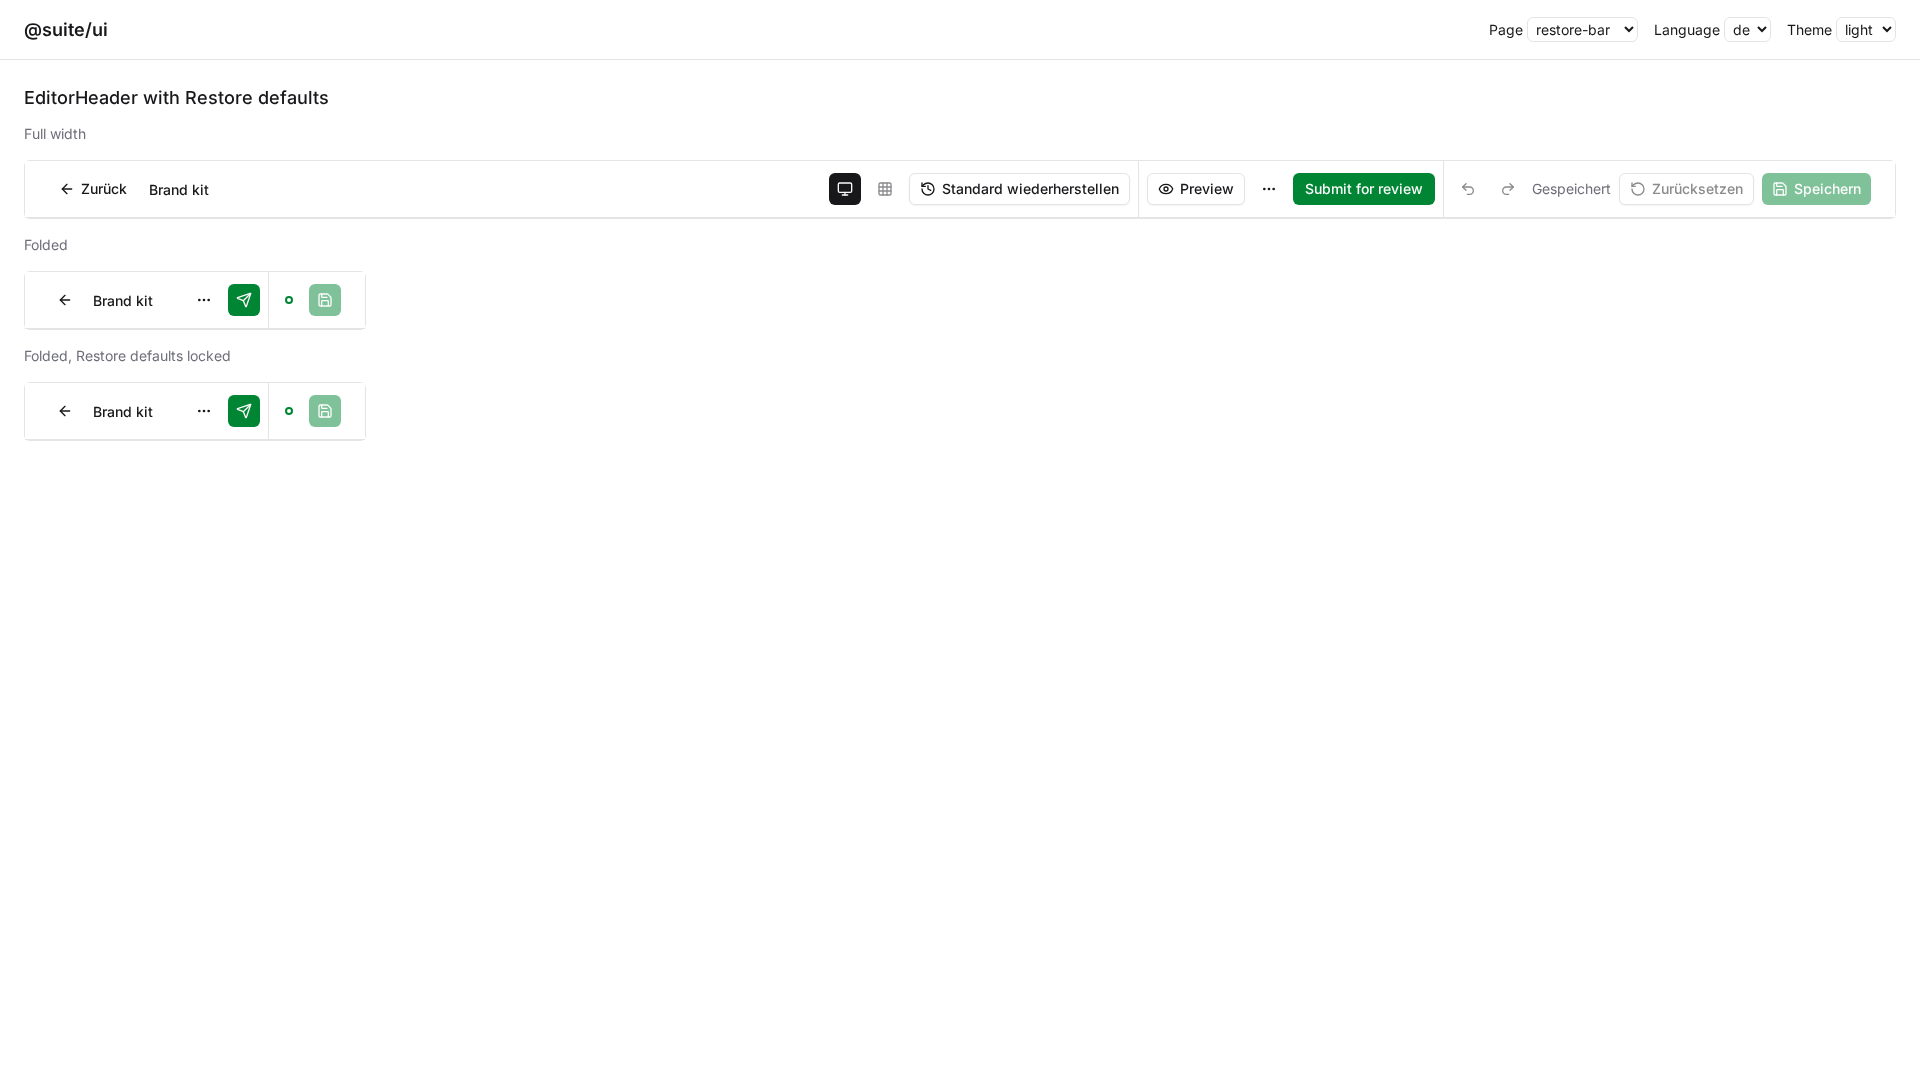 @suite/ui
Page restore-bar Language de Theme light
EditorHeader with Restore defaults
Full width
Zurück Brand kit Standard wiederherstellen Preview Submit for review Gespeichert Zurücksetzen Speichern
Folded
Brand kit
Folded, Restore defaults locked
Brand kit